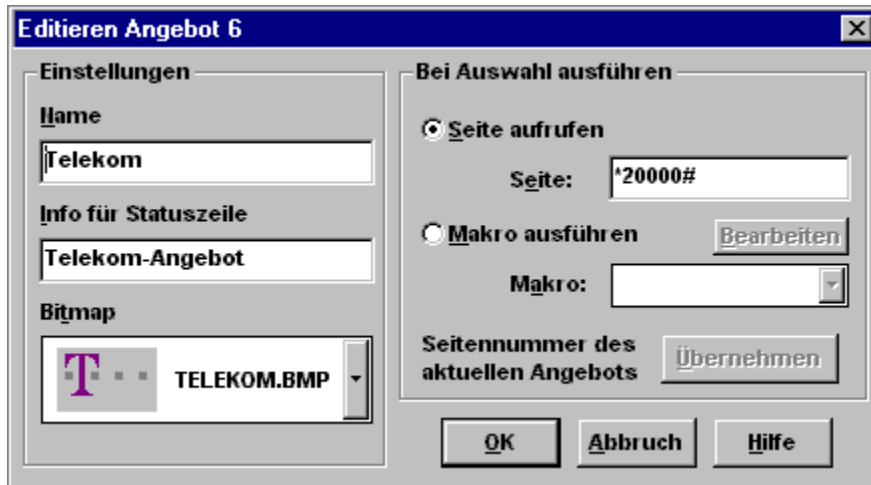 Editieren Angebot 6
Einstellungen
Name
Telekom
Info für Statuszeile
Telekom-Angebot
Bitmap
T
TELEKOM.BMP
Bei Auswahl ausführen
Seite aufrufen
Seite:
*20000#
Makro ausführen
Bearbeiten
Makro:
Seitennummer des
aktuellen Angebots
Übernehmen
OK
Abbruch
Hilfe